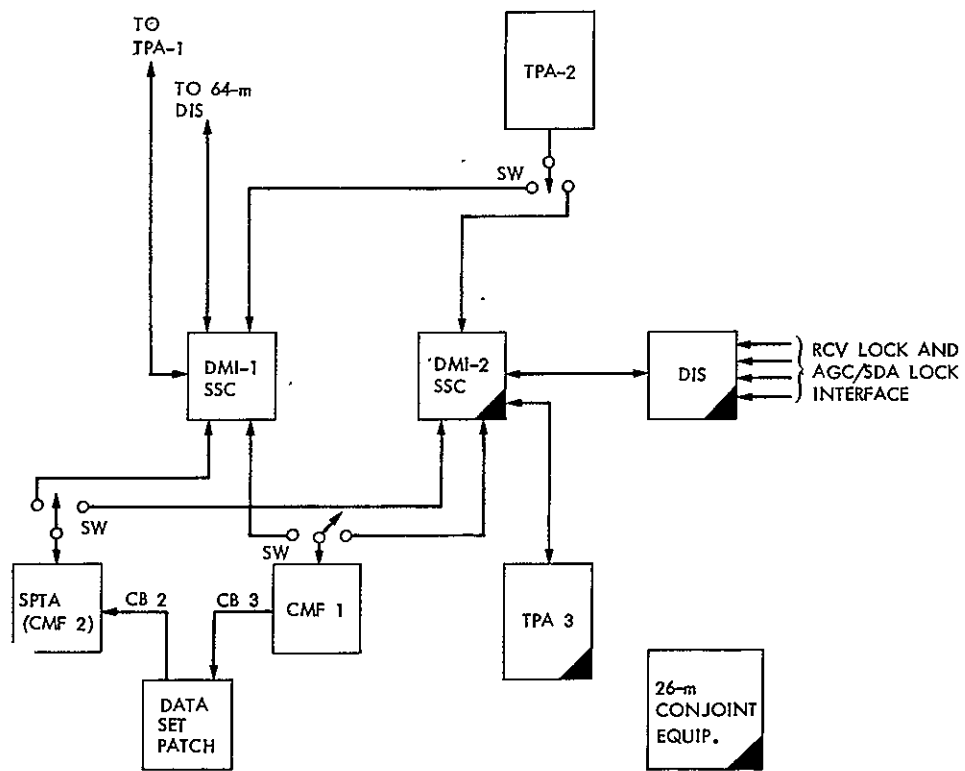 TO
TPA-1
TO 64-m
DIS
TPA-2
SW
DMI-1
SSC
DMI-2
SSC
DIS
RCV LOCK AND
AGC/SDA LOCK
INTERFACE
SW
SW
SPTA
(CMF 2)
CB 2
CB 3
CMF 1
TPA 3
DATA
SET
PATCH
26-m
CONJOINT
EQUIP.